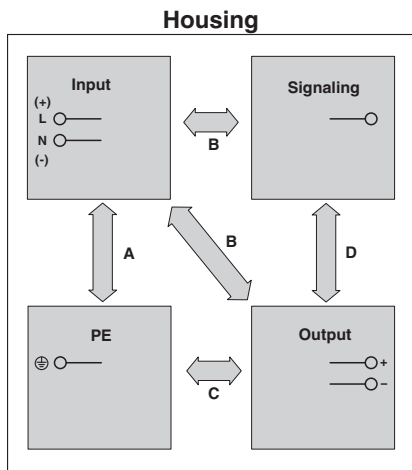 Housing
Input
Signaling
(+)
L
N
(-)
B
A
B
D
PE
Output
+
−
C